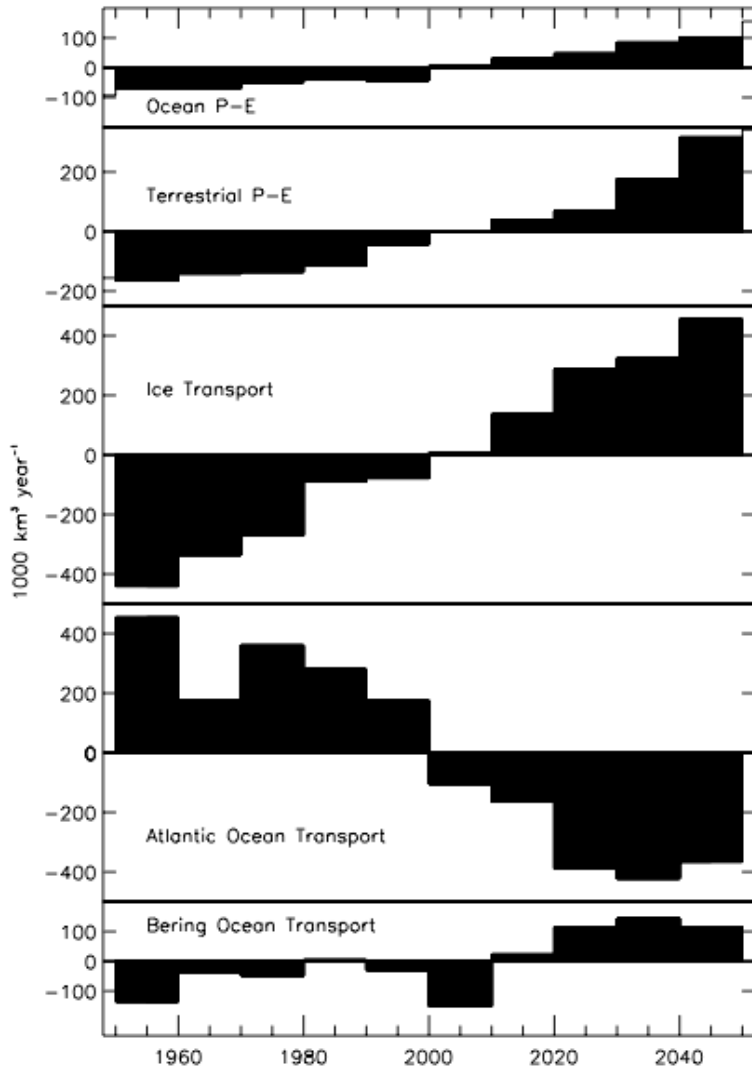 100
0
−100
Ocean P−E
200
0
−200
Terrestrial P−E
400
200
0
−200
−400
Ice Transport
1000 km³ year⁻¹
400
200
0
−200
−400
Atlantic Ocean Transport
Bering Ocean Transport
100
0
−100
1960 1980 2000 2020 2040